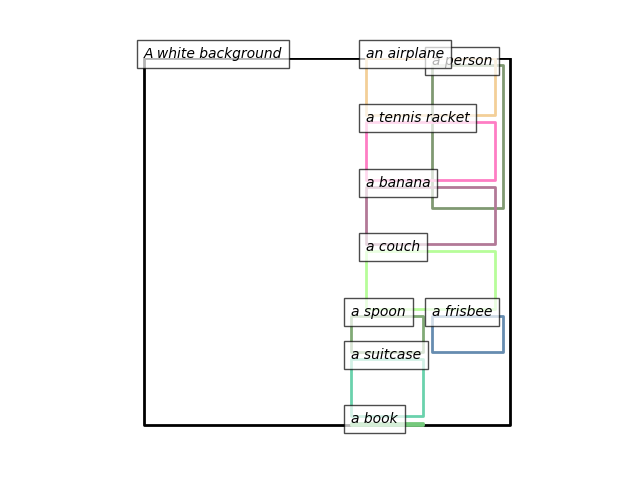 A white background
an airplane
a person
a tennis racket
a banana
a couch
a spoon
a frisbee
a suitcase
a book